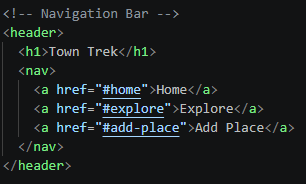 <!-- Navigation Bar -->
<header>
  <h1>Town Trek</h1>
  <nav>
    <a href="#home">Home</a>
    <a href="#explore">Explore</a>
    <a href="#add-place">Add Place</a>
  </nav>
</header>